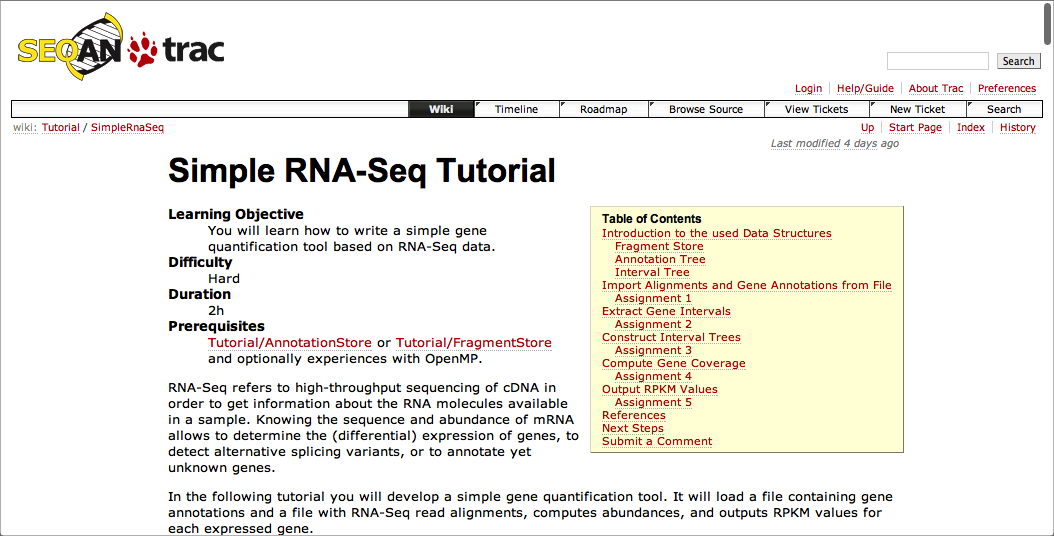 SEQAN trac
Search
Login Help/Guide About Trac Preferences
Wiki Timeline Roadmap Browse Source View Tickets New Ticket Search
wiki: Tutorial / SimpleRnaSeq
Up Start Page Index History
Last modified 4 days ago
Simple RNA-Seq Tutorial
Learning Objective
You will learn how to write a simple gene
quantification tool based on RNA-Seq data.
Difficulty
Hard
Duration
2h
Prerequisites
Tutorial/AnnotationStore or Tutorial/FragmentStore
and optionally experiences with OpenMP.
Table of Contents
Introduction to the used Data Structures
Fragment Store
Annotation Tree
Interval Tree
Import Alignments and Gene Annotations from File
Assignment 1
Extract Gene Intervals
Assignment 2
Construct Interval Trees
Assignment 3
Compute Gene Coverage
Assignment 4
Output RPKM Values
Assignment 5
References
Next Steps
Submit a Comment
RNA-Seq refers to high-throughput sequencing of cDNA in
order to get information about the RNA molecules available
in a sample. Knowing the sequence and abundance of mRNA
allows to determine the (differential) expression of genes, to
detect alternative splicing variants, or to annotate yet
unknown genes.
In the following tutorial you will develop a simple gene quantification tool. It will load a file containing gene
annotations and a file with RNA-Seq read alignments, computes abundances, and outputs RPKM values for
each expressed gene.